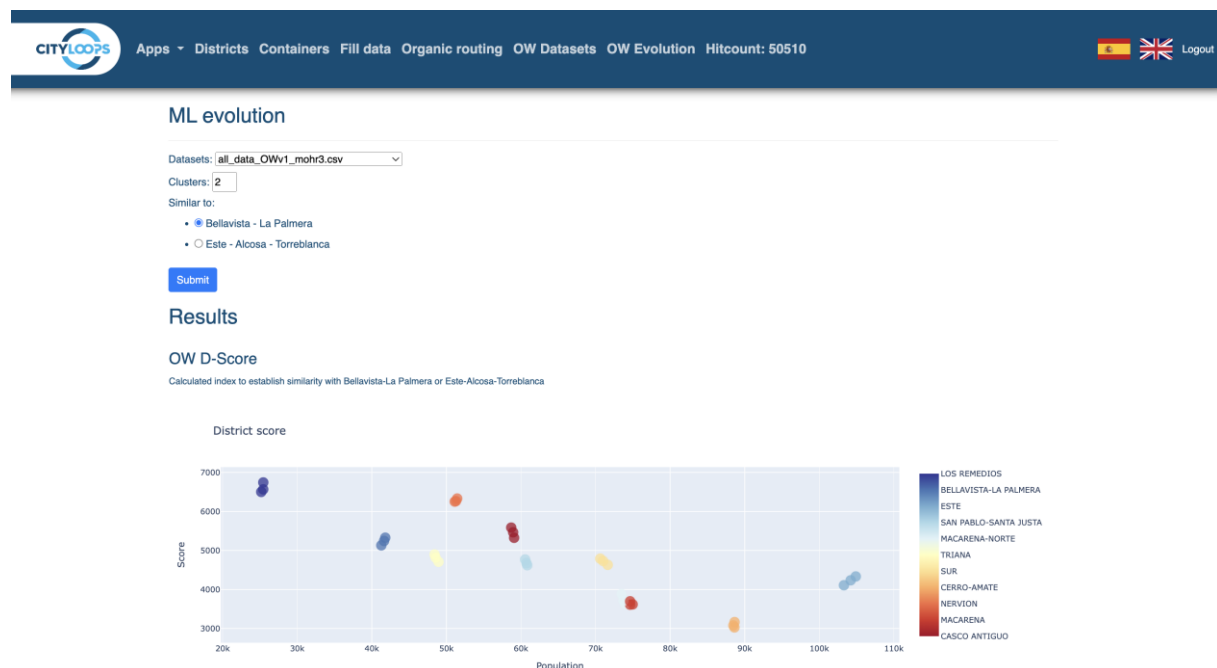 CITYLOOPS
Apps Districts Containers Fill data Organic routing OW Datasets OW Evolution Hitcount: 50510 Logout
ML evolution
Datasets: all_data_OWv1_mohr3.csv
Clusters: 2
Similar to:
• Bellavista - La Palmera
• Este - Alcosa - Torreblanca
Submit
Results
OW D-Score
Calculated index to establish similarity with Bellavista-La Palmera or Este-Alcosa-Torreblanca
District score
7000
6000
5000
4000
3000
Score
20k 30k 40k 50k 60k 70k 80k 90k 100k 110k
Population
LOS REMEDIOS
BELLAVISTA-LA PALMERA
ESTE
SAN PABLO-SANTA JUSTA
MACARENA-NORTE
TRIANA
SUR
CERRO-AMATE
NERVION
MACARENA
CASCO ANTIGUO